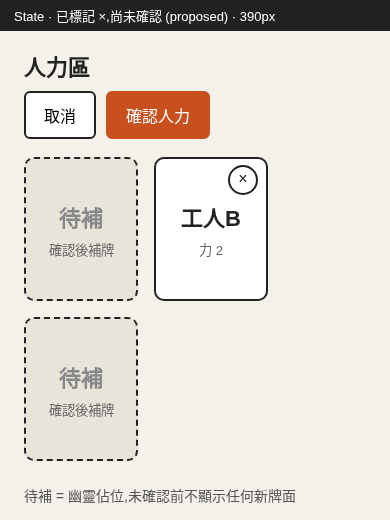 State · 已標記 ×,尚未確認 (proposed) · 390px
人力區
取消 確認人力
待補
確認後補牌
×
工人B
力 2
待補
確認後補牌
待補 = 幽靈佔位,未確認前不顯示任何新牌面